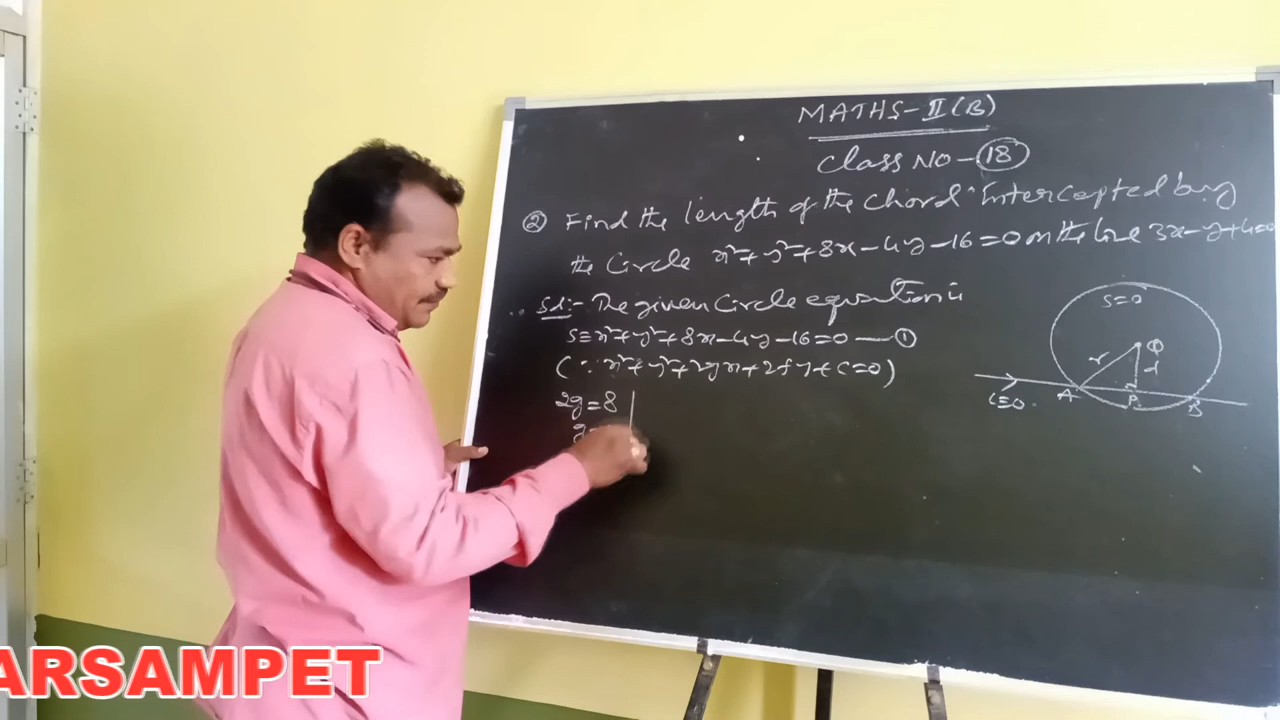 MATHS-II(B)
Class NO-18
② Find the length of the chord Intercepted by
the Circle x²+y²+8x-4y-16=0 on the line 3x-y+4=0
Sol:- The given Circle equation is
S≡x²+y²+8x-4y-16=0 —①
(∵ x²+y²+2gx+2fy+c=0)
2g=8
g=
S=0
r
d
P
A
B
ARSAMPET